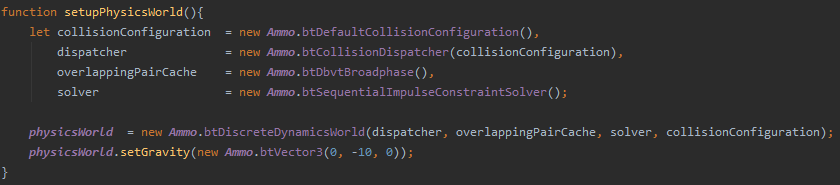 function setupPhysicsWorld(){
    let collisionConfiguration  = new Ammo.btDefaultCollisionConfiguration(),
        dispatcher              = new Ammo.btCollisionDispatcher(collisionConfiguration),
        overlappingPairCache    = new Ammo.btDbvtBroadphase(),
        solver                  = new Ammo.btSequentialImpulseConstraintSolver();
    physicsWorld  = new Ammo.btDiscreteDynamicsWorld(dispatcher, overlappingPairCache, solver, collisionConfiguration);
    physicsWorld.setGravity(new Ammo.btVector3(0, -10, 0));
}